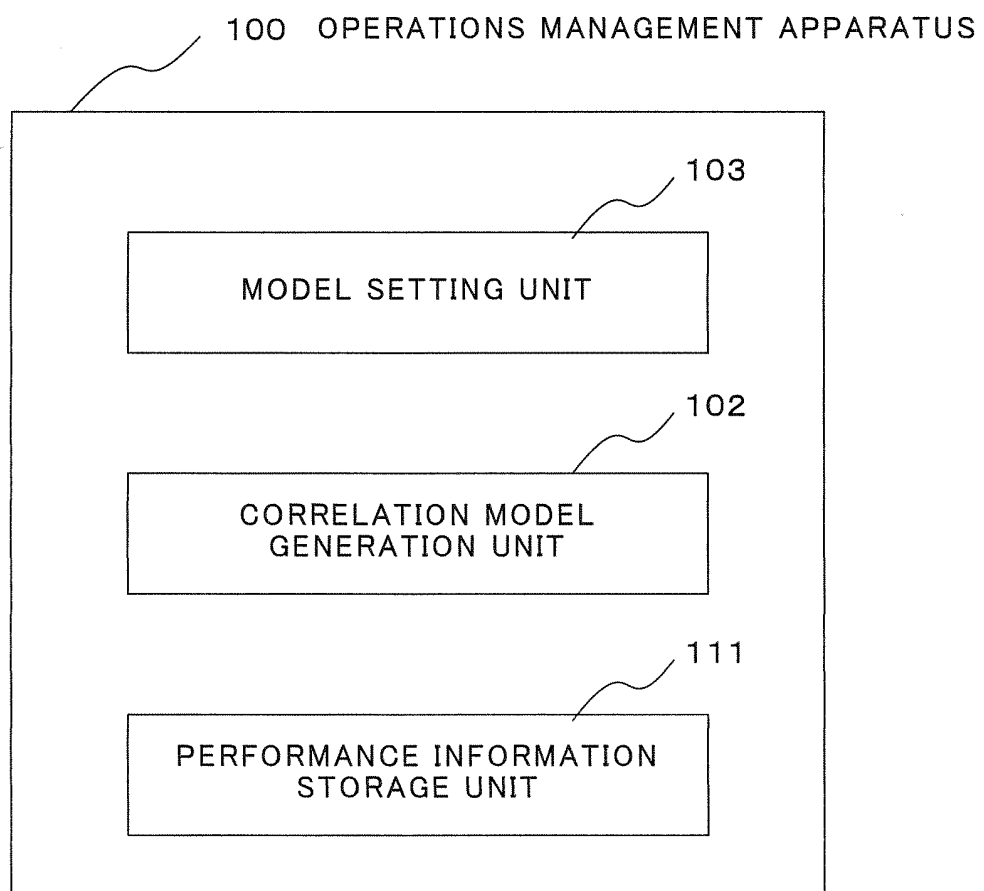 100 OPERATIONS MANAGEMENT APPARATUS
103
MODEL SETTING UNIT
102
CORRELATION MODEL
GENERATION UNIT
111
PERFORMANCE INFORMATION
STORAGE UNIT